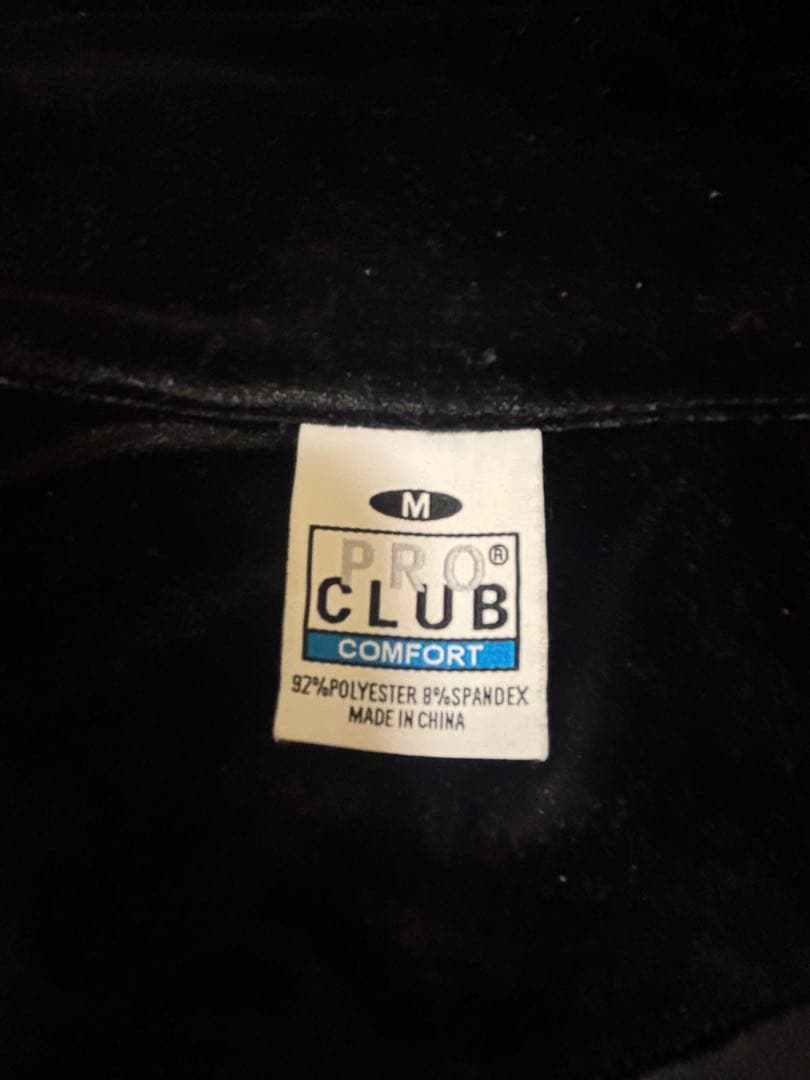 M
PRO®
CLUB
COMFORT
92%POLYESTER 8%SPANDEX
MADE IN CHINA